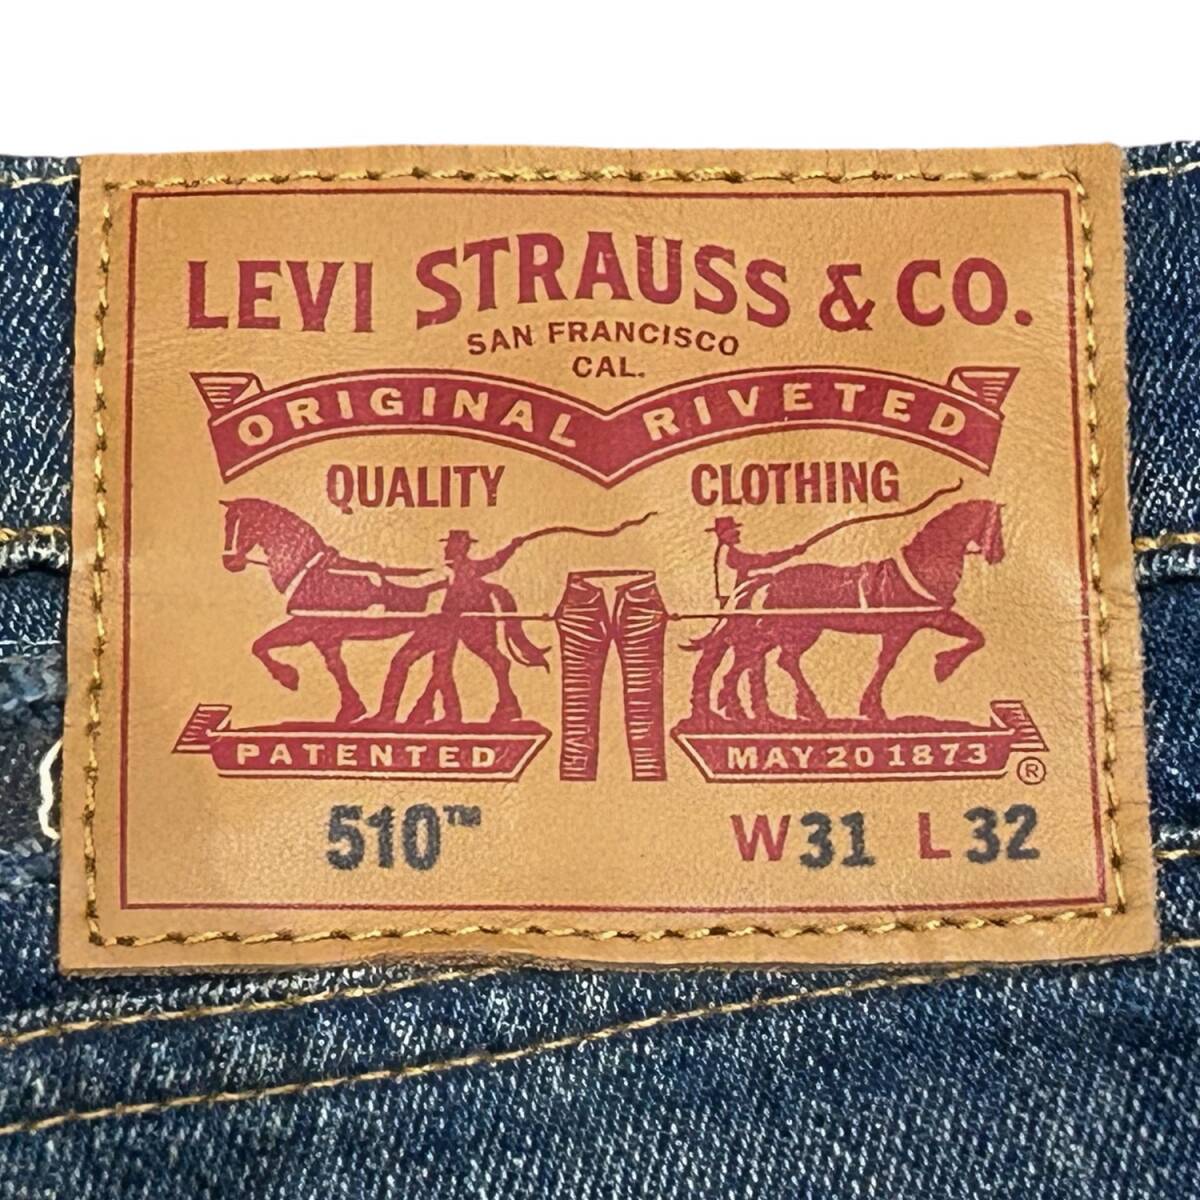 LEVI STRAUSS & CO.
SAN FRANCISCO
CAL.
ORIGINAL RIVETED
QUALITY CLOTHING
PATENTED MAY 20 1873 ®
510™ W31 L32